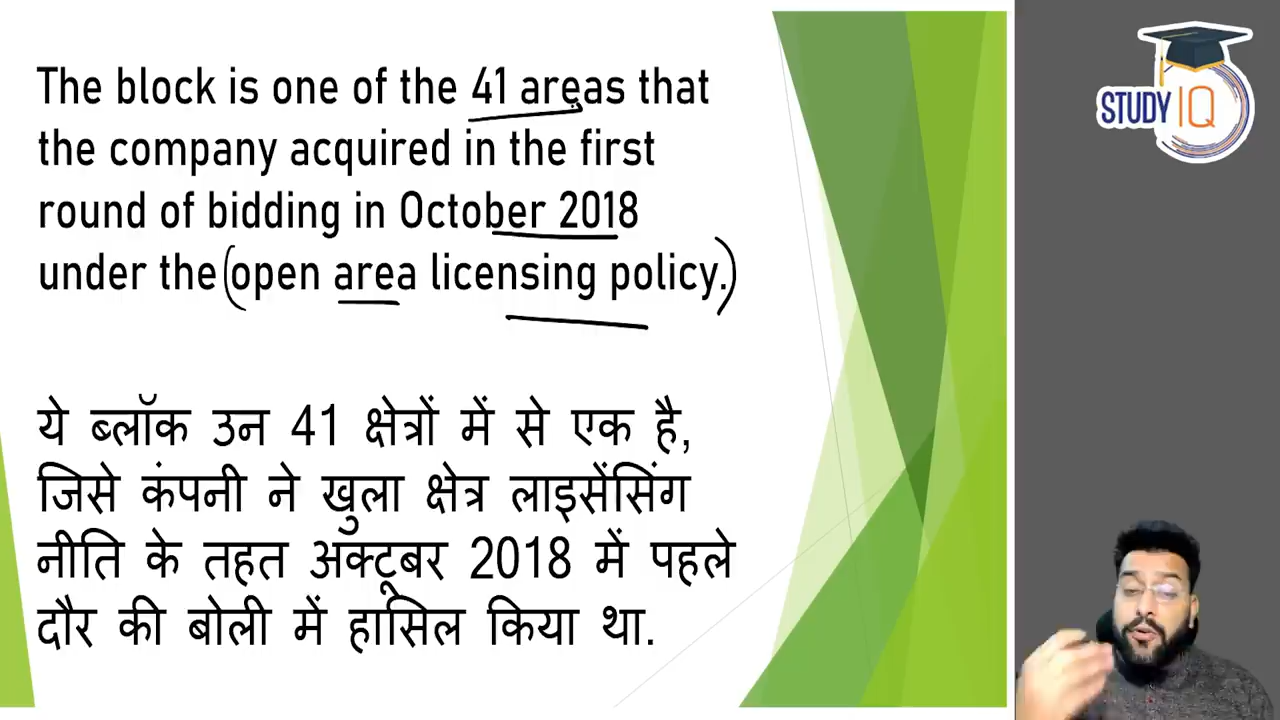 The block is one of the 41 areas that
the company acquired in the first
round of bidding in October 2018
under the (open area licensing policy.)
ये ब्लॉक उन 41 क्षेत्रों में से एक है,
जिसे कंपनी ने खुला क्षेत्र लाइसेंसिंग
नीति के तहत अक्टूबर 2018 में पहले
दौर की बोली में हासिल किया था.
STUDY IQ